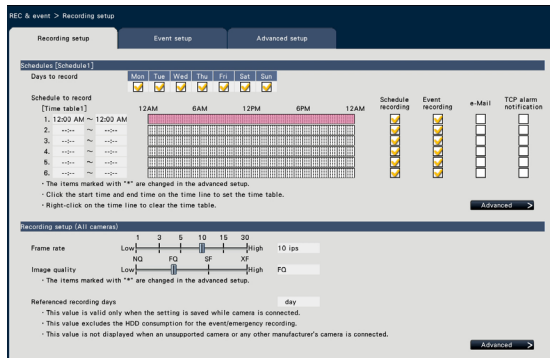 REC & event > Recording setup
Recording setup Event setup Advanced setup
Schedules [Schedule1]
Days to record Mon Tue Wed Thu Fri Sat Sun
Schedule to record
[Time table1] 12AM 6AM 12PM 6PM 12AM Schedule recording Event recording e-Mail TCP alarm notification
1. 12:00 AM ~ 12:00 AM
2. --:-- ~ --:--
3. --:-- ~ --:--
4. --:-- ~ --:--
5. --:-- ~ --:--
6. --:-- ~ --:--
· The items marked with "*" are changed in the advanced setup.
· Click the start time and end time on the time line to set the time table.
· Right-click on the time line to clear the time table.
Advanced >
Recording setup (All cameras)
1 3 5 10 15 30
Frame rate Low High 10 ips
NQ FQ SF XF
Image quality Low High FQ
· The items marked with "*" are changed in the advanced setup.
Referenced recording days day
· This value is valid only when the setting is saved while camera is connected.
· This value excludes the HDD consumption for the event/emergency recording.
· This value is not displayed when an unsupported camera or any other manufacturer's camera is connected.
Advanced >